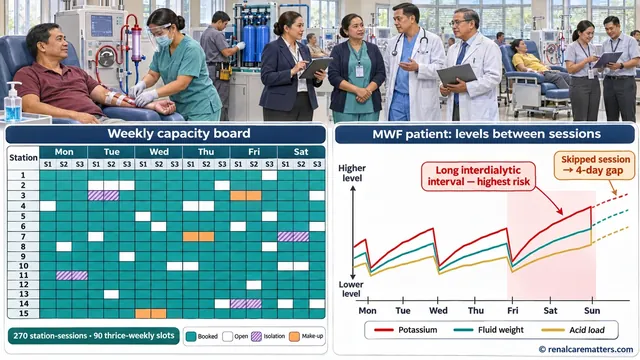 Weekly capacity board
Station
Mon Tue Wed Thu Fri Sat
S1 S2 S3 S1 S2 S3 S1 S2 S3 S1 S2 S3 S1 S2 S3 S1 S2 S3
1
2
3
4
5
6
7
8
9
10
11
12
13
14
15
270 station-sessions • 90 thrice-weekly slots
Booked
Open
Isolation
Make-up
MWF patient: levels between sessions
Higher
level
Long interdialytic
interval — highest risk
Skipped session
→ 4-day gap
Lower
level
Mon Tue Wed Thu Fri Sat Sun
Potassium
Fluid weight
Acid load
© renalcarematters.com